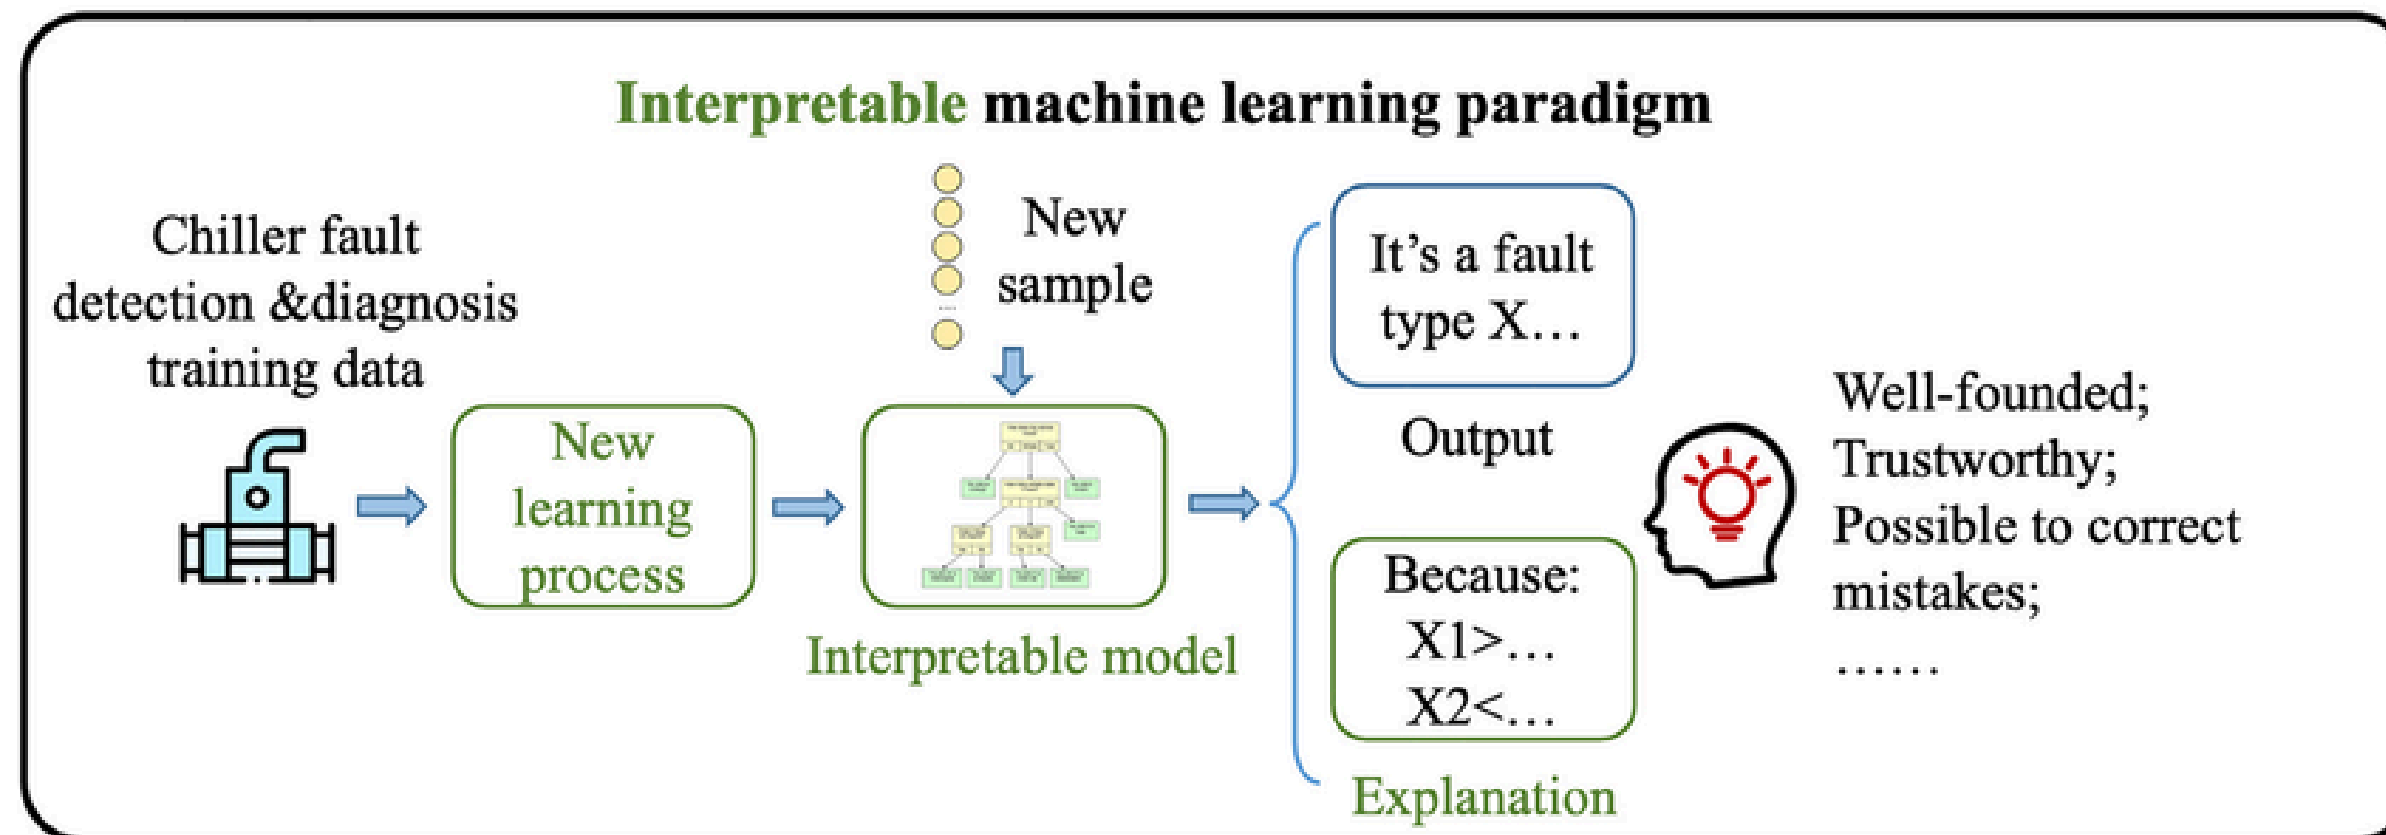 Interpretable machine learning paradigm
Chiller fault
detection &diagnosis
training data
New
learning
process
New
sample
....
Interpretable model
It’s a fault
type X…
Output
Because:
X1>…
X2<…
Explanation
Well-founded;
Trustworthy;
Possible to correct
mistakes;
……